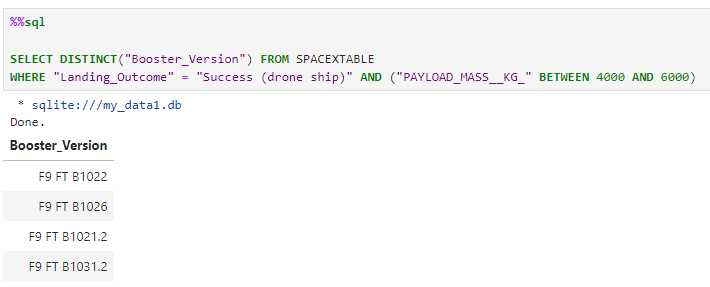 %%sql
SELECT DISTINCT("Booster_Version") FROM SPACEXTABLE
WHERE "Landing_Outcome" = "Success (drone ship)" AND ("PAYLOAD_MASS__KG_" BETWEEN 4000 AND 6000)
* sqlite:///my_data1.db
Done.
Booster_Version
F9 FT B1022
F9 FT B1026
F9 FT B1021.2
F9 FT B1031.2